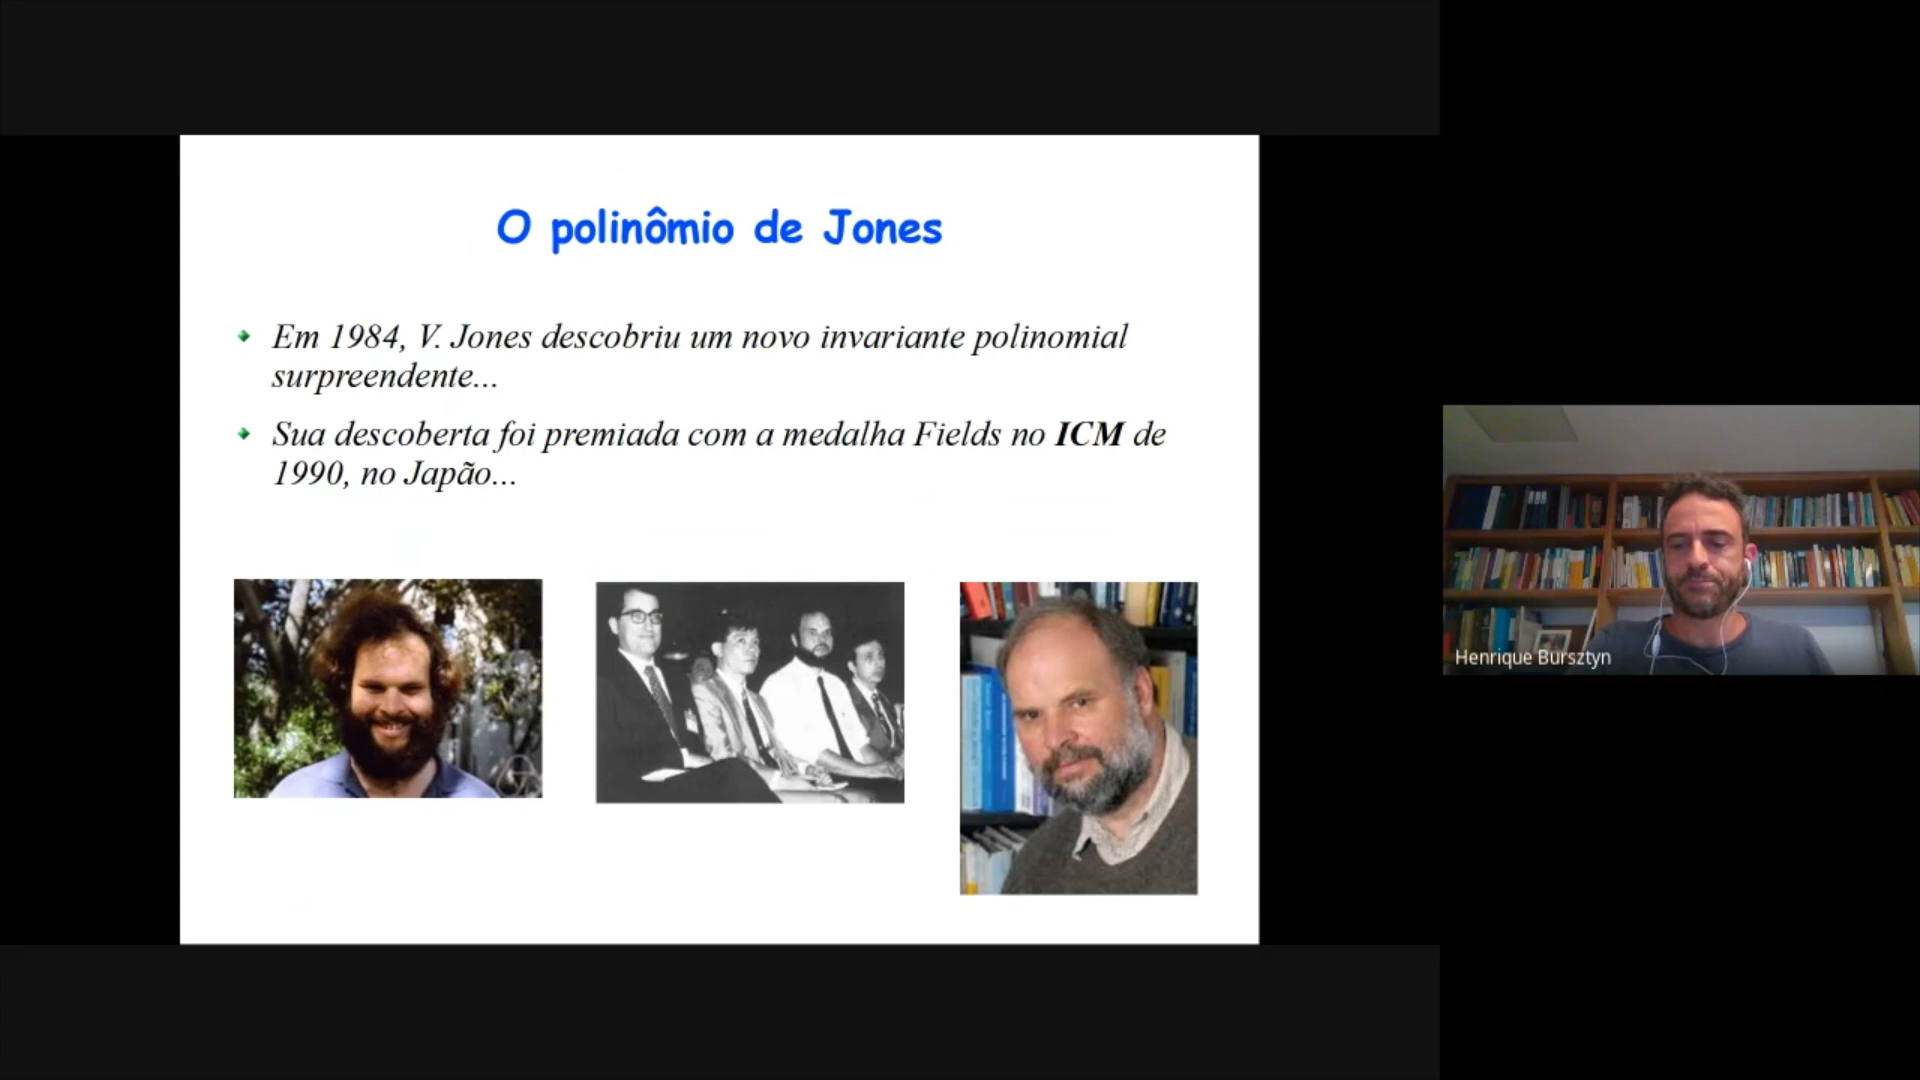 O polinômio de Jones
Em 1984, V. Jones descobriu um novo invariante polinomial
surpreendente...
Sua descoberta foi premiada com a medalha Fields no ICM de
1990, no Japão...
Henrique Bursztyn